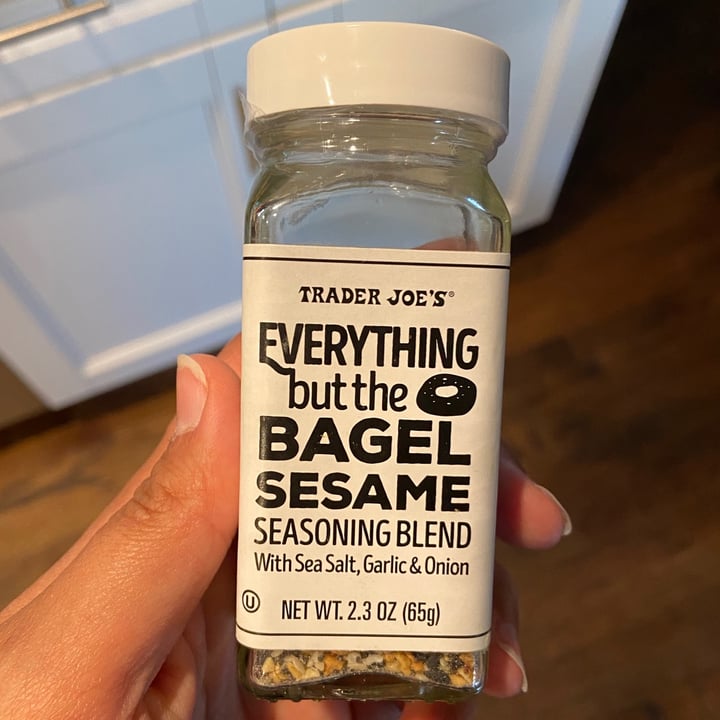 TRADER JOE'S®
EVERYTHING
but the
BAGEL
SESAME
SEASONING BLEND
With Sea Salt, Garlic & Onion
U NET WT. 2.3 OZ (65g)